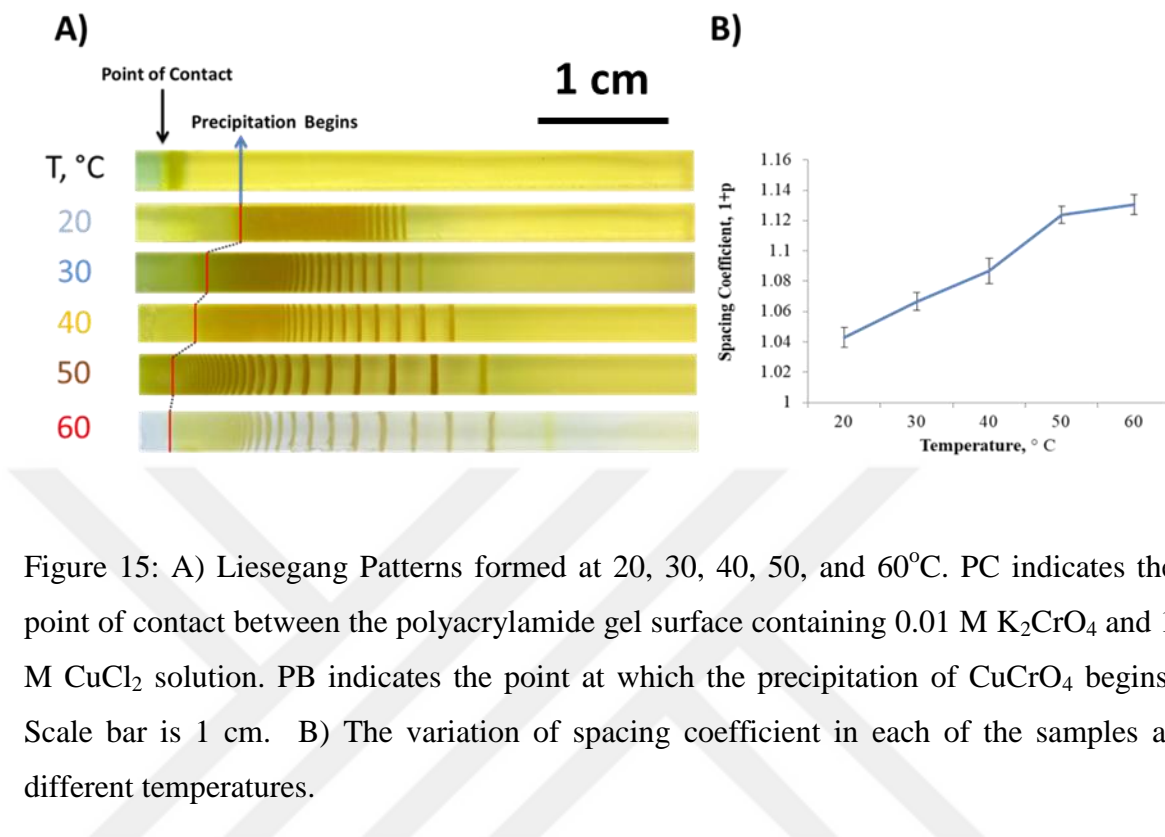 A)
B)
Point of Contact
1 cm
Precipitation Begins
T, °C
20
30
40
50
60
Spacing Coefficient, 1+p
1.16
1.14
1.12
1.1
1.08
1.06
1.04
1.02
1
20 30 40 50 60
Temperature, ° C
Figure 15: A) Liesegang Patterns formed at 20, 30, 40, 50, and 60°C. PC indicates the
point of contact between the polyacrylamide gel surface containing 0.01 M K₂CrO₄ and 1
M CuCl₂ solution. PB indicates the point at which the precipitation of CuCrO₄ begins
Scale bar is 1 cm. B) The variation of spacing coefficient in each of the samples a
different temperatures.